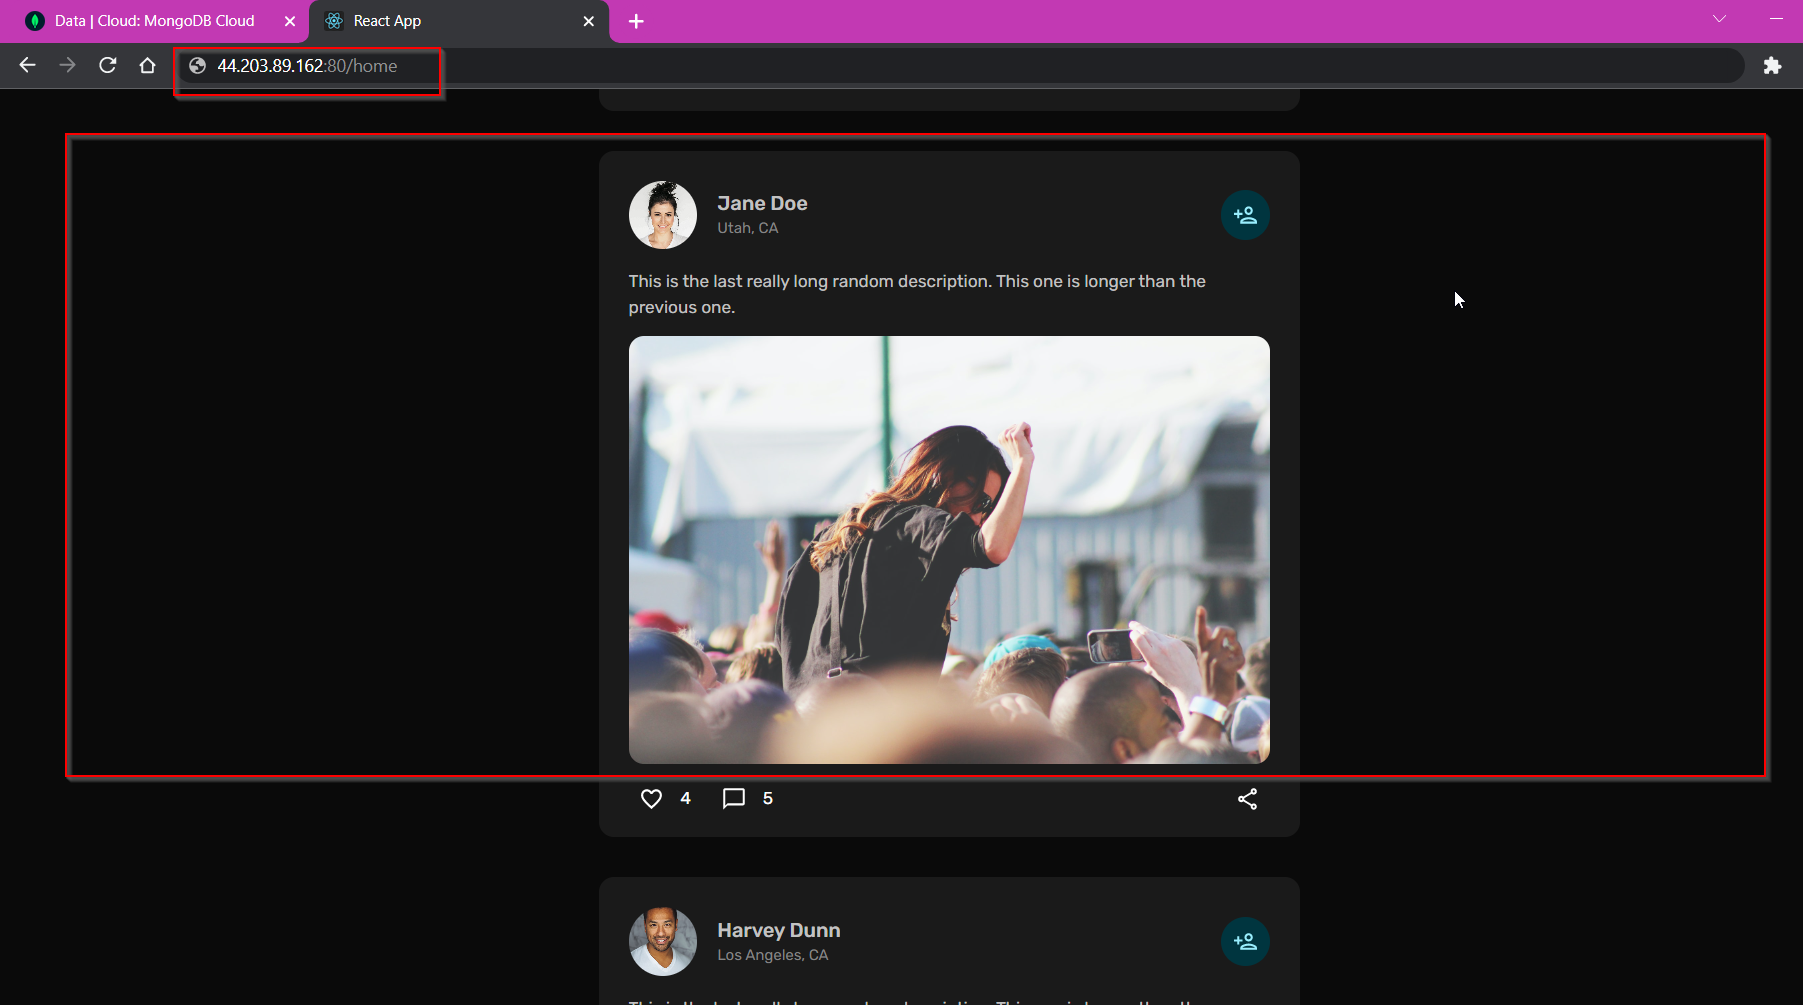 Data | Cloud: MongoDB Cloud
React App
44.203.89.162:80/home
Jane Doe
Utah, CA
This is the last really long random description. This one is longer than the
previous one.
4
5
Harvey Dunn
Los Angeles, CA